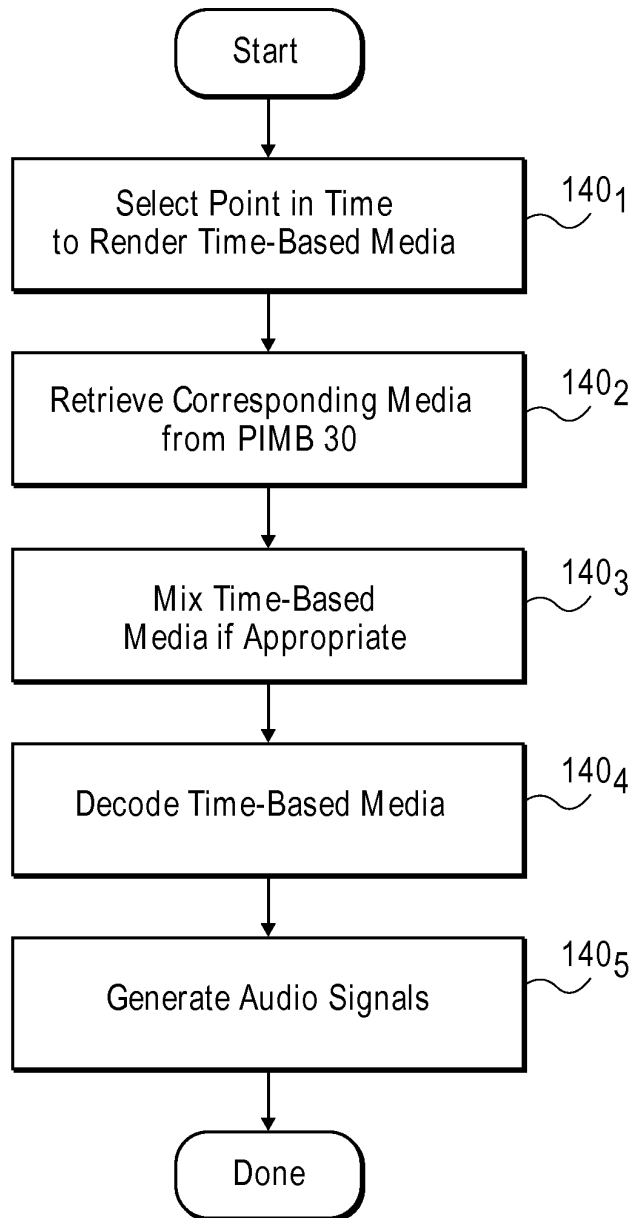 Start
Select Point in Time
to Render Time-Based Media
140₁
Retrieve Corresponding Media
from PIMB 30
140₂
Mix Time-Based
Media if Appropriate
140₃
Decode Time-Based Media
140₄
Generate Audio Signals
140₅
Done